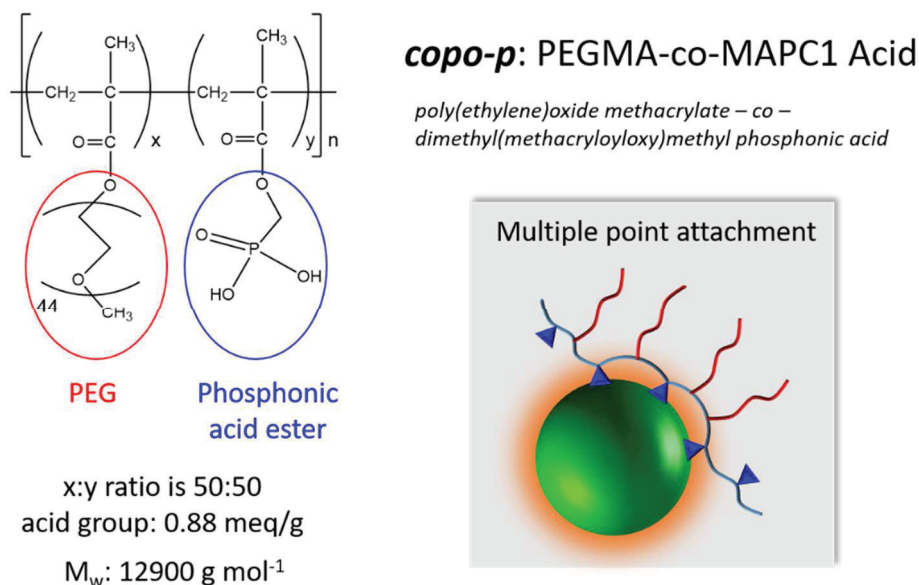 CH3
CH3
CH2
C
CH2
C
O=C
x
O=C
y
n
O
O
O
P
O
OH
HO
44
CH3
PEG
Phosphonic
acid ester
x:y ratio is 50:50
acid group: 0.88 meq/g
Mw: 12900 g mol-1
copo-p: PEGMA-co-MAPC1 Acid
poly(ethylene)oxide methacrylate – co –
dimethyl(methacryloyloxy)methyl phosphonic acid
Multiple point attachment